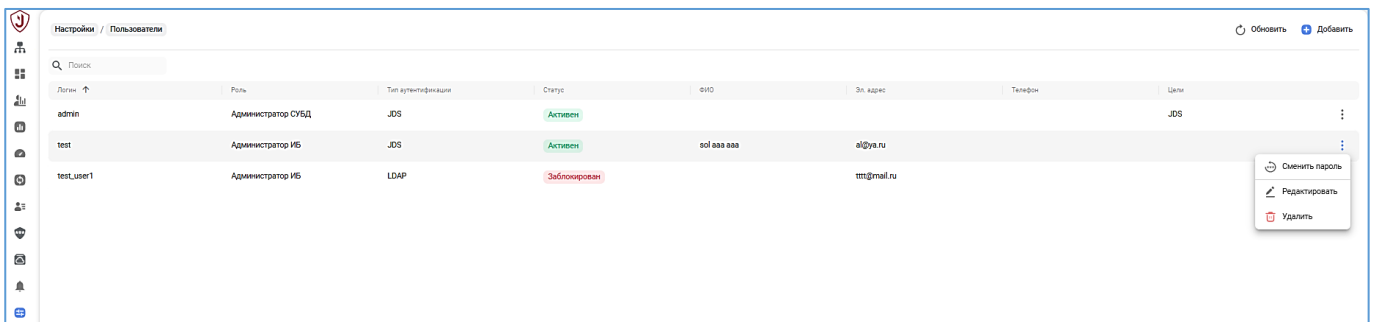 Настройки / Пользователи
Обновить
Добавить
Поиск
Логин Роль Тип аутентификации Статус ФИО Эл. адрес Телефон Цели
admin Администратор СУБД JDS Активен JDS
test Администратор ИБ JDS Активен sol aaa aaa al@ya.ru
test_user1 Администратор ИБ LDAP Заблокирован tttt@mail.ru
Сменить пароль
Редактировать
Удалить